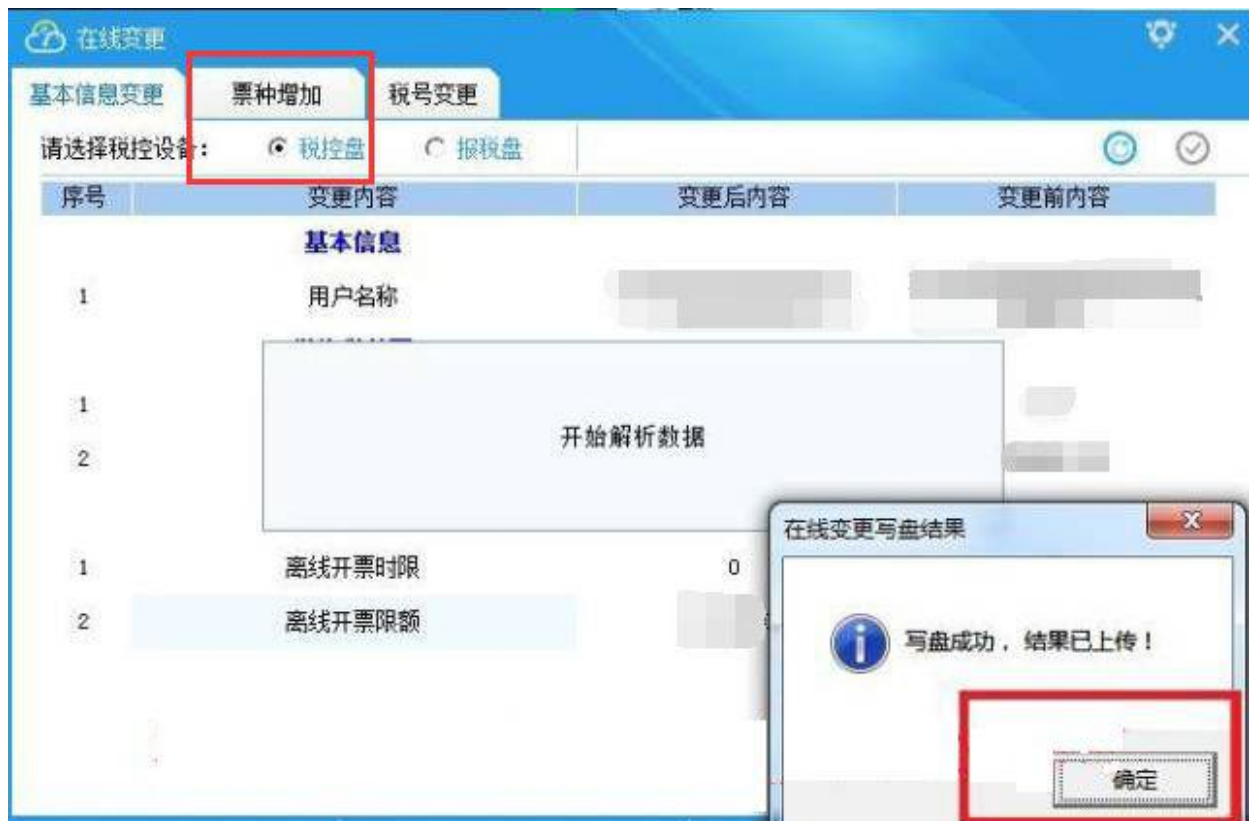 在线变更
基本信息变更 票种增加 税号变更
请选择税控设备： 税控盘 报税盘
序号 变更内容 变更后内容 变更前内容
基本信息
1 用户名称
1
2
开始解析数据
在线变更写盘结果
1 离线开票时限 0
2 离线开票限额
写盘成功，结果已上传！
确定